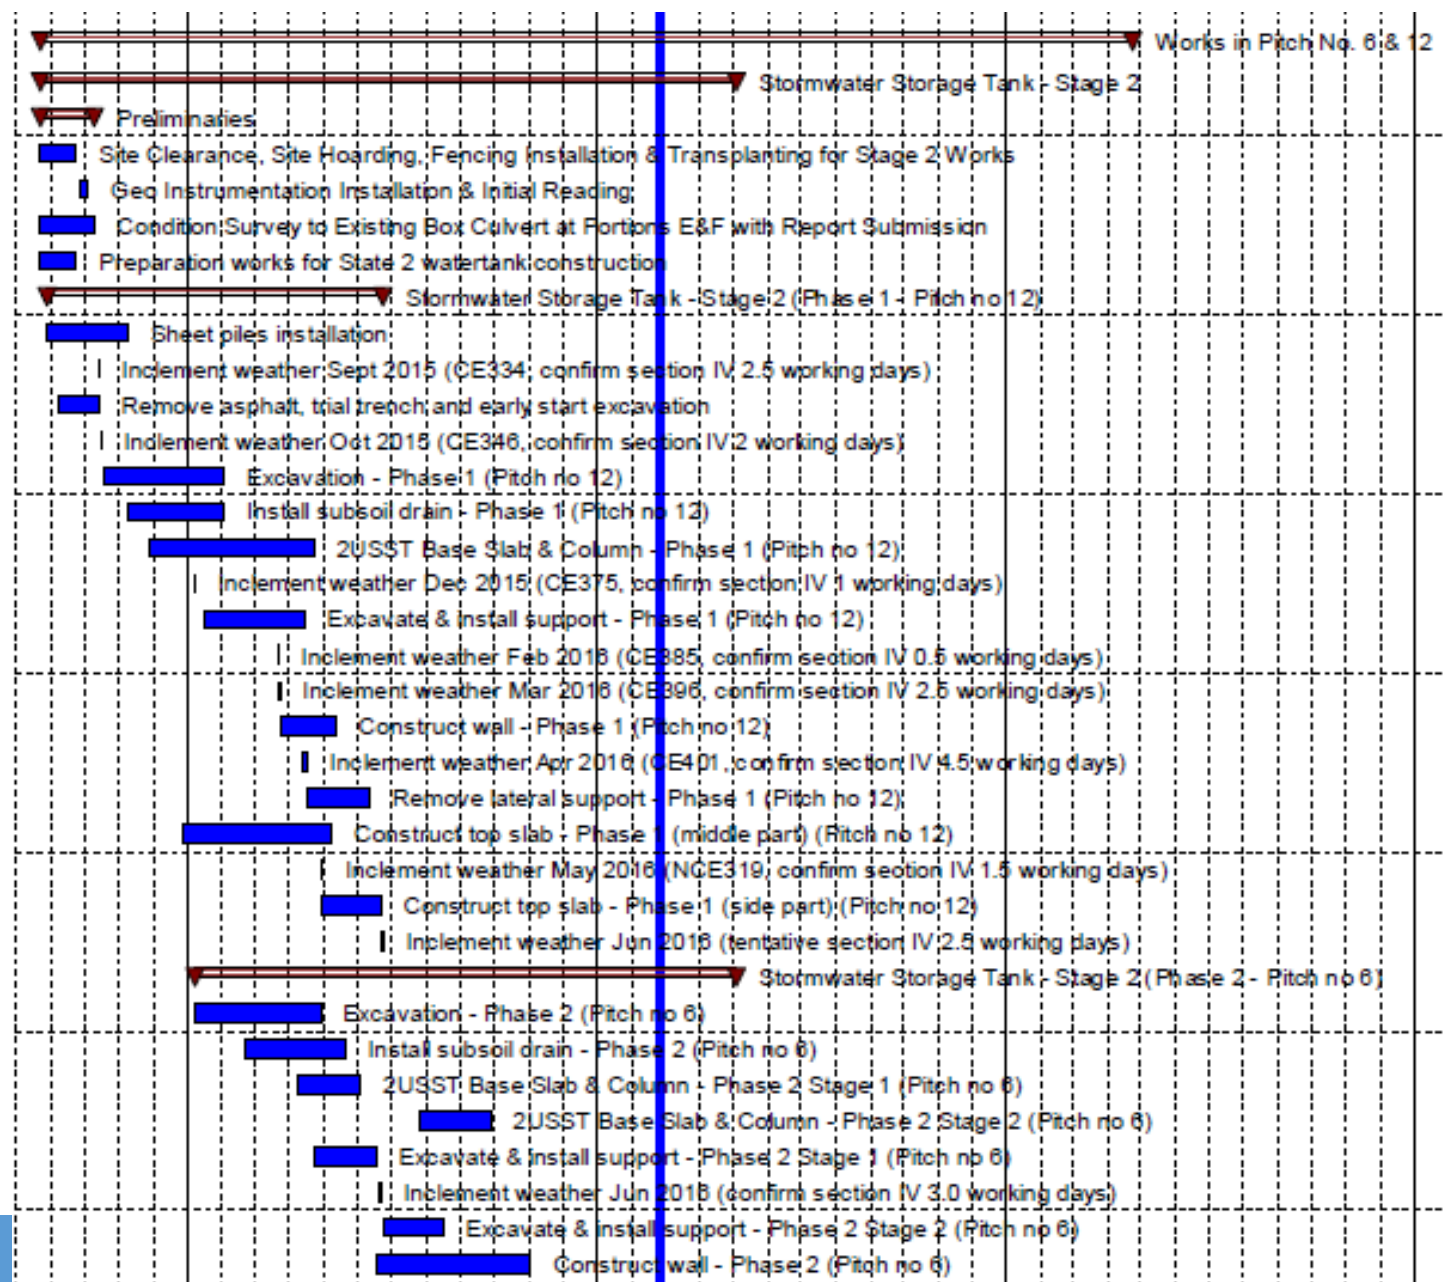 Works in Pitch No. 6 & 12
Stormwater Storage Tank - Stage 2
Preliminaries
Site Clearance, Site Hoarding, Fencing Installation & Transplanting for Stage 2 Works
Geo Instrumentation Installation & Initial Reading
Condition Survey to Existing Box Culvert at Portions E&F with Report Submission
Preparation works for State 2 watertank construction
Stormwater Storage Tank - Stage 2 (Phase 1 - Pitch no 12)
Sheet piles installation
Inclement weather Sept 2015 (CE334, confirm section IV 2.5 working days)
Remove asphalt, trial trench and early start excavation
Inclement weather Oct 2015 (CE346, confirm section IV 2 working days)
Excavation - Phase 1 (Pitch no 12)
Install subsoil drain - Phase 1 (Pitch no 12)
2USST Base Slab & Column - Phase 1 (Pitch no 12)
Inclement weather Dec 2015 (CE375, confirm section IV 1 working days)
Excavate & install support - Phase 1 (Pitch no 12)
Inclement weather Feb 2016 (CE385, confirm section IV 0.5 working days)
Inclement weather Mar 2016 (CE396, confirm section IV 2.5 working days)
Construct wall - Phase 1 (Pitch no 12)
Inclement weather Apr 2016 (CE401, confirm section IV 4.5 working days)
Remove lateral support - Phase 1 (Pitch no 12)
Construct top slab - Phase 1 (middle part) (Pitch no 12)
Inclement weather May 2016 (NCE319, confirm section IV 1.5 working days)
Construct top slab - Phase 1 (side part) (Pitch no 12)
Inclement weather Jun 2016 (tentative section IV 2.5 working days)
Stormwater Storage Tank - Stage 2 (Phase 2 - Pitch no 6)
Excavation - Phase 2 (Pitch no 6)
Install subsoil drain - Phase 2 (Pitch no 6)
2USST Base Slab & Column - Phase 2 Stage 1 (Pitch no 6)
2USST Base Slab & Column - Phase 2 Stage 2 (Pitch no 6)
Excavate & install support - Phase 2 Stage 1 (Pitch no 6)
Inclement weather Jun 2016 (confirm section IV 3.0 working days)
Excavate & install support - Phase 2 Stage 2 (Pitch no 6)
Construct wall - Phase 2 (Pitch no 6)